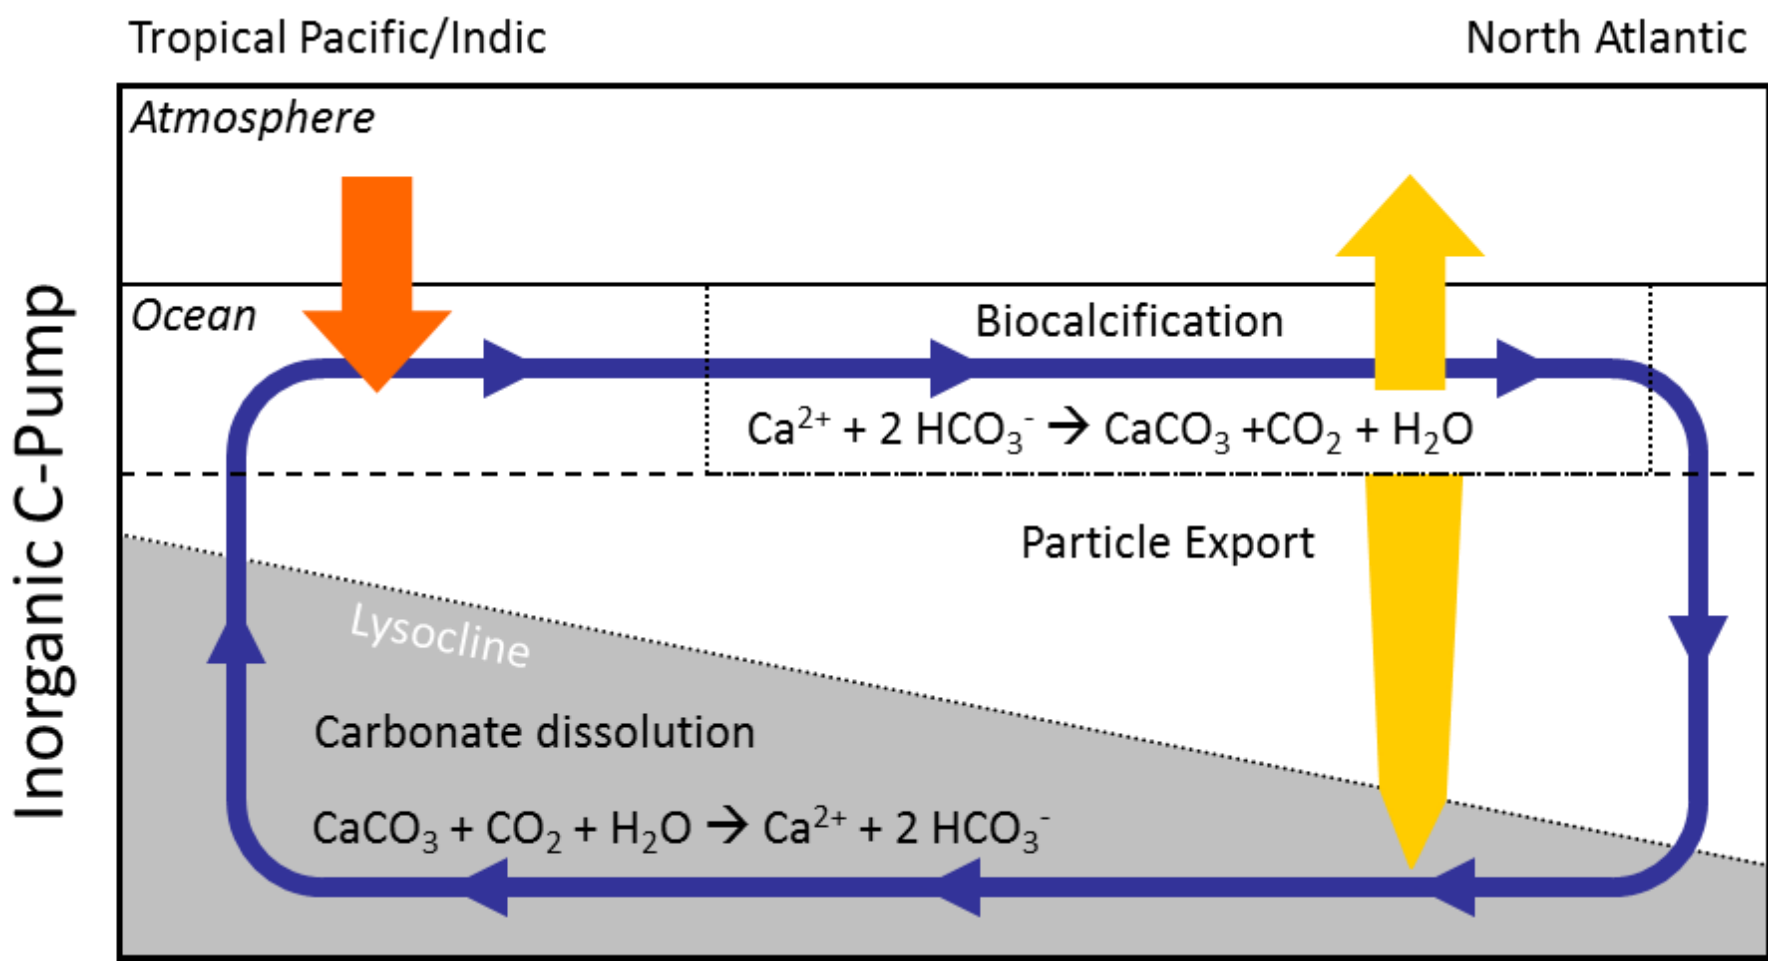 Tropical Pacific/Indic
North Atlantic
Atmosphere
Ocean
Biocalcification
Ca²⁺ + 2 HCO₃⁻ → CaCO₃ +CO₂ + H₂O
Particle Export
Lysocline
Carbonate dissolution
CaCO₃ + CO₂ + H₂O → Ca²⁺ + 2 HCO₃⁻
Inorganic C-Pump